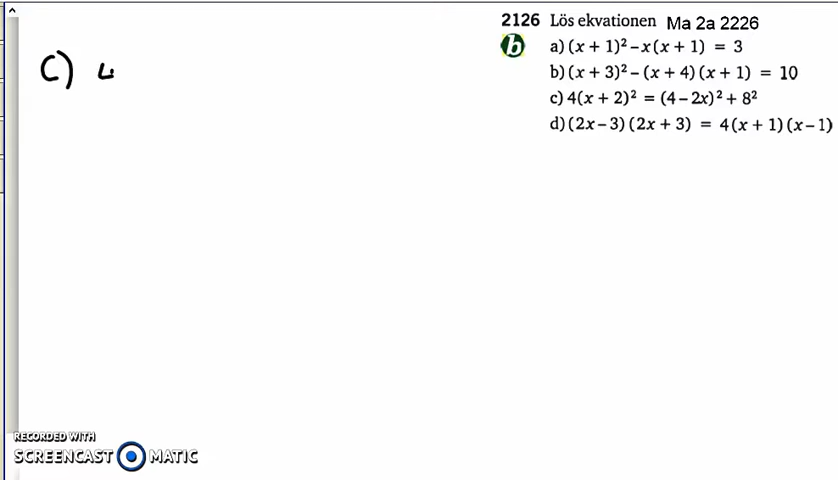 2126 Lös ekvationen Ma 2a 2226
b a) (x + 1)² – x(x + 1) = 3
b) (x + 3)² – (x + 4) (x + 1) = 10
c) 4(x + 2)² = (4 – 2x)² + 8²
d) (2x – 3) (2x + 3) = 4(x + 1) (x – 1)
C) 4
RECORDED WITH
SCREENCAST MATIC